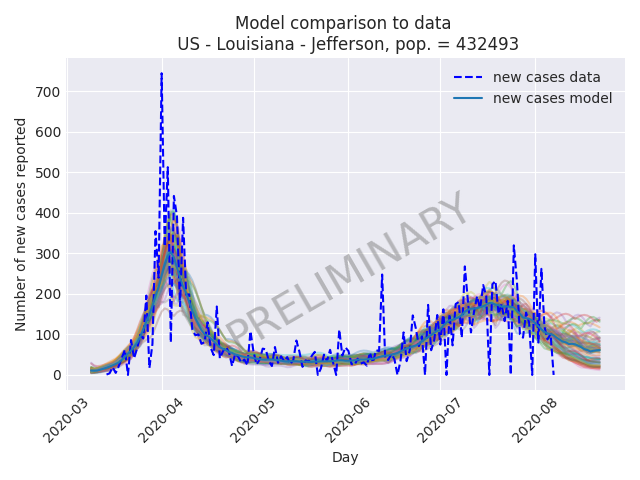 Model comparison to data
US - Louisiana - Jefferson, pop. = 432493
new cases data
new cases model
Number of new cases reported
700
600
500
400
300
200
100
0
PRELIMINARY
2020-03
2020-04
2020-05
2020-06
2020-07
2020-08
Day